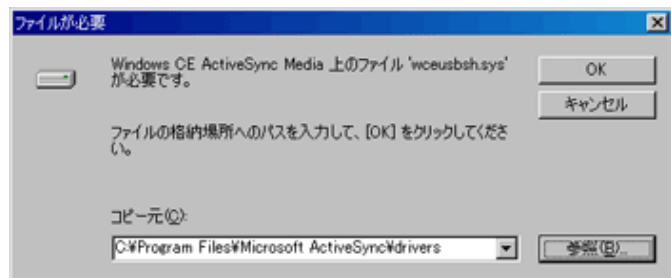 ファイルが必要
Windows CE ActiveSync Media 上のファイル 'wceusbsh.sys'
が必要です。
OK
キャンセル
ファイルの格納場所へのパスを入力して、[OK] をクリックしてくださ
い。
コピー元(C):
C:¥Program Files¥Microsoft ActiveSync¥drivers
参照(B)...